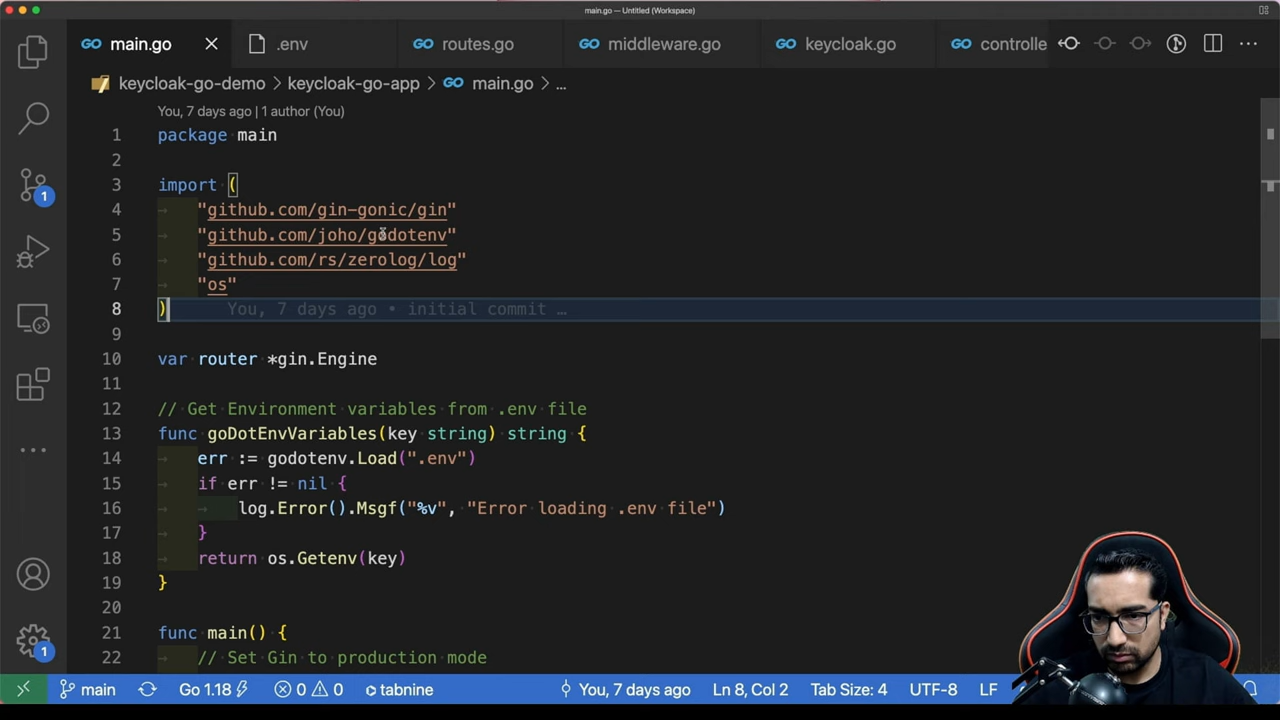 main.go — Untitled (Workspace)
main.go
.env
routes.go
middleware.go
keycloak.go
controlle
keycloak-go-demo > keycloak-go-app > main.go > ...
You, 7 days ago | 1 author (You)
1 package main
2
3 import (
4 "github.com/gin-gonic/gin"
5 "github.com/joho/godotenv"
6 "github.com/rs/zerolog/log"
7 "os"
8 ) You, 7 days ago • initial commit …
9
10 var router *gin.Engine
11
12 // Get Environment variables from .env file
13 func goDotEnvVariables(key string) string {
14 err := godotenv.Load(".env")
15 if err != nil {
16 log.Error().Msgf("%v", "Error loading .env file")
17 }
18 return os.Getenv(key)
19 }
20
21 func main() {
22 // Set Gin to production mode
1
1
main Go 1.18 0 0 tabnine You, 7 days ago Ln 8, Col 2 Tab Size: 4 UTF-8 LF